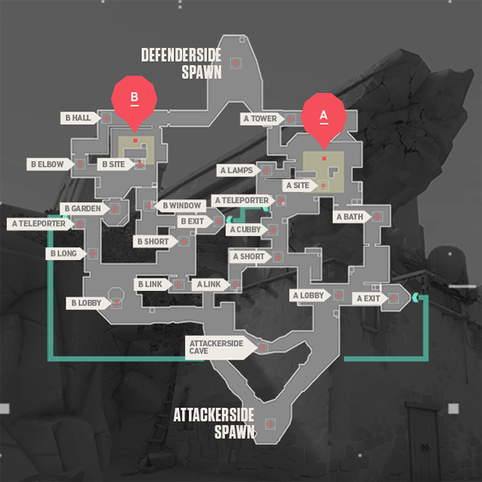 DEFENDERSIDE
SPAWN
B
A
B HALL
A TOWER
B ELBOW
B SITE
A LAMPS
A SITE
B GARDEN
B WINDOW
A TELEPORTER
A TELEPORTER
B EXIT
A BATH
A CUBBY
B LONG
B SHORT
A SHORT
B LINK
A LINK
B LOBBY
A LOBBY
A EXIT
ATTACKERSIDE
CAVE
ATTACKERSIDE
SPAWN